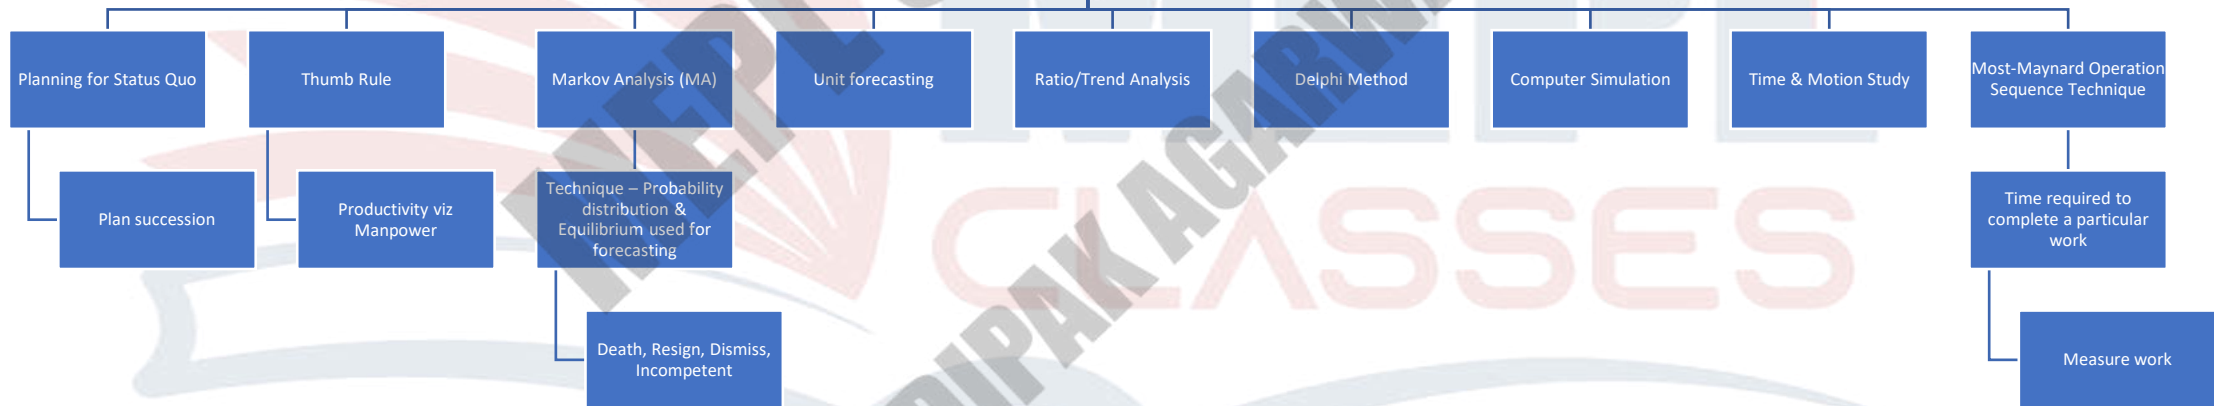 Planning for Status Quo
Thumb Rule
Markov Analysis (MA)
Unit forecasting
Ratio/Trend Analysis
Delphi Method
Computer Simulation
Time & Motion Study
Most-Maynard Operation
Sequence Technique
Plan succession
Productivity viz
Manpower
Technique – Probability
distribution &
Equilibrium used for
forecasting
Time required to
complete a particular
work
Death, Resign, Dismiss,
Incompetent
Measure work
CLASSES